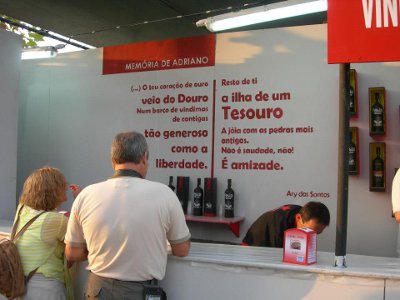 MEMÓRIA DE ADRIANO
(...) O teu coração de ouro
veio do Douro
Num barco de vindimas
de cantigas
tão generoso
como a
liberdade.
Resto de ti
a ilha de um
Tesouro
A jóia com as pedras mais
antigas.
Não é saudade, não!
É amizade.
Ary dos Santos
VIN